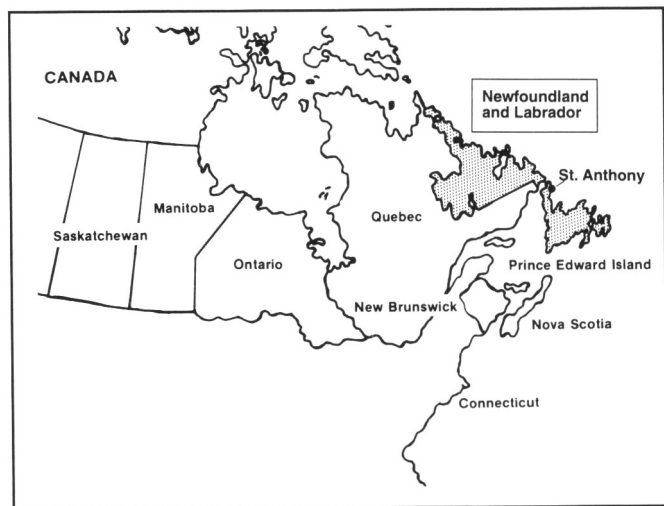 CANADA
Newfoundland
and Labrador
St. Anthony
Manitoba
Quebec
Saskatchewan
Ontario
Prince Edward Island
New Brunswick
Nova Scotia
Connecticut